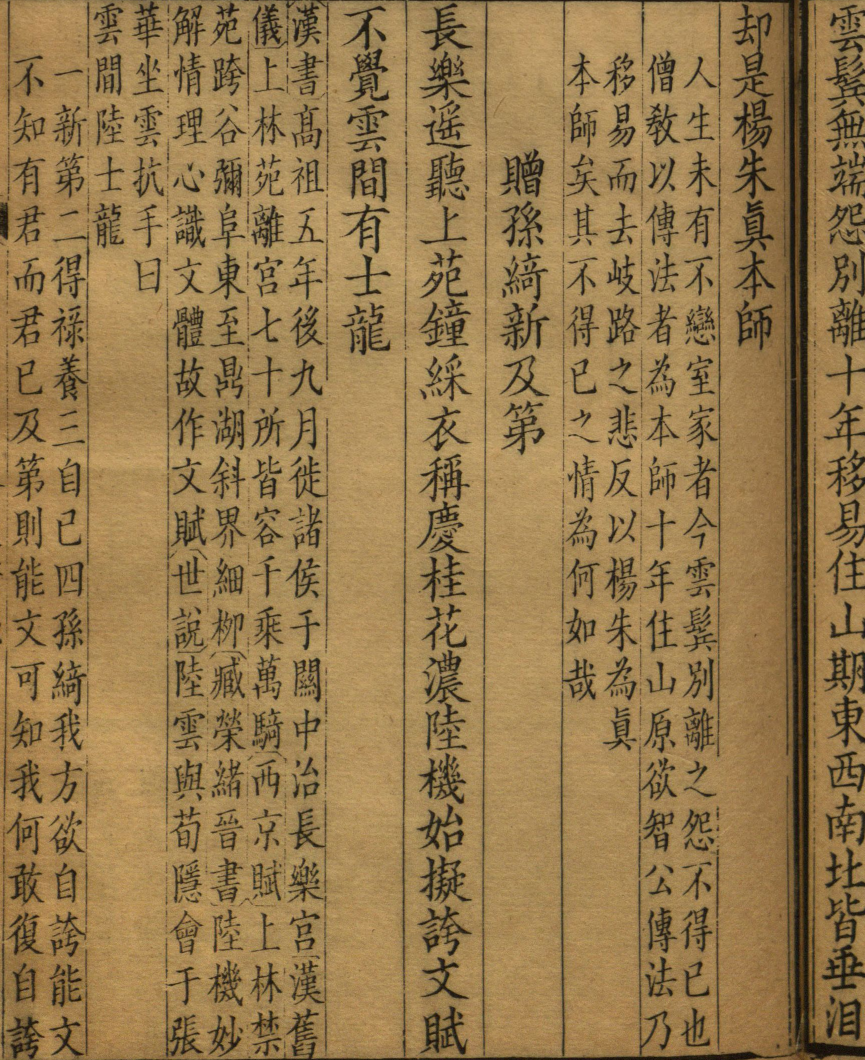 雲鬂無端怨別離十年移易住山期東西南北皆垂泪
却是楊朱眞本師
人生未有不戀室家者今雲鬂別離之怨不得已也
僧敎以傳法者為本師十年住山原欲智公傳法乃
移易而去岐路之悲反以楊朱為眞
本師矣其不得已之情為何如哉
贈孫綺新及第
長樂遥聽上苑鐘綵衣稱慶桂花濃陸機始擬誇文賦
不覺雲間有士龍
漢書髙祖五年後九月徙諸侯于關中治長樂宫漢舊
儀上林苑離宫七十所皆容千乘萬騎西京賦上林禁
苑跨谷彌阜東至鼎湖斜界細柳臧榮緒晉書陸機妙
解情理心識文體故作文賦世說陸雲與荀隱會于張
華坐雲抗手曰
雲間陸士龍
一新第二得祿養三自已四孫綺我方欲自誇能文
不知有君而君已及第則能文可知我何敢復自誇